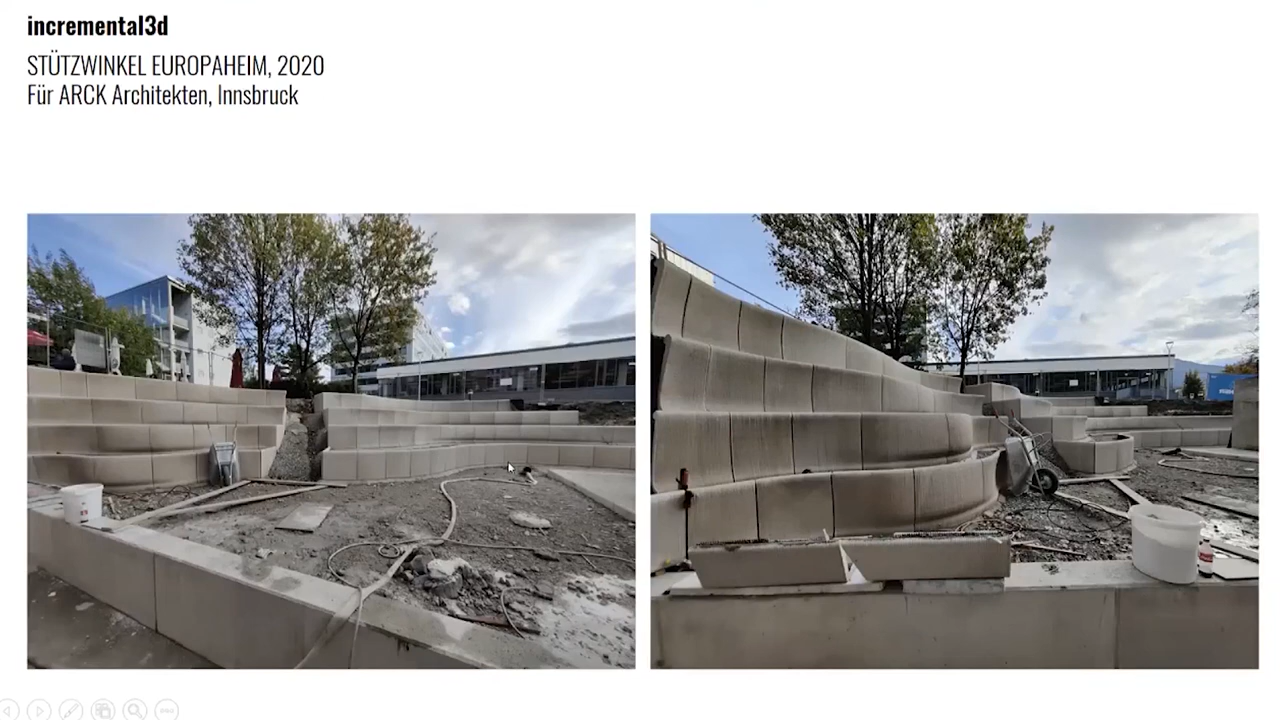 incremental3d
STÜTZWINKEL EUROPAHEIM, 2020
Für ARCK Architekten, Innsbruck